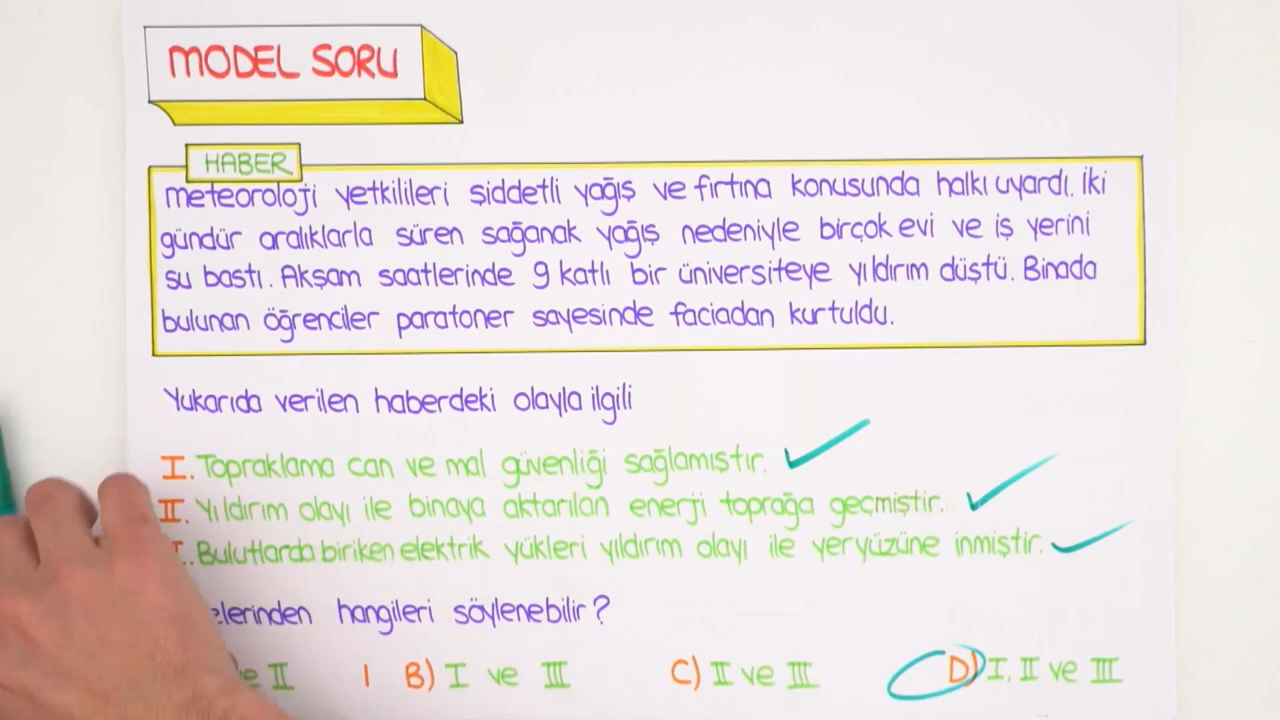 MODEL SORU
HABER
meteoroloji yetkilileri şiddetli yağış ve fırtına konusunda halkı uyardı. İki
gündür aralıklarla süren sağanak yağış nedeniyle birçok evi ve iş yerini
su bastı. Akşam saatlerinde 9 katlı bir üniversiteye yıldırım düştü. Binada
bulunan öğrenciler paratoner sayesinde faciadan kurtuldu.
Yukarıda verilen haberdeki olayla ilgili
I. Topraklama can ve mal güvenliği sağlamıştır.
II. Yıldırım olayı ile binaya aktarılan enerji toprağa geçmiştir.
Bulutlarda biriken elektrik yükleri yıldırım olayı ile yeryüzüne inmiştir.
hangileri söylenebilir?
II B) I ve III C) II ve III D) I, II ve III